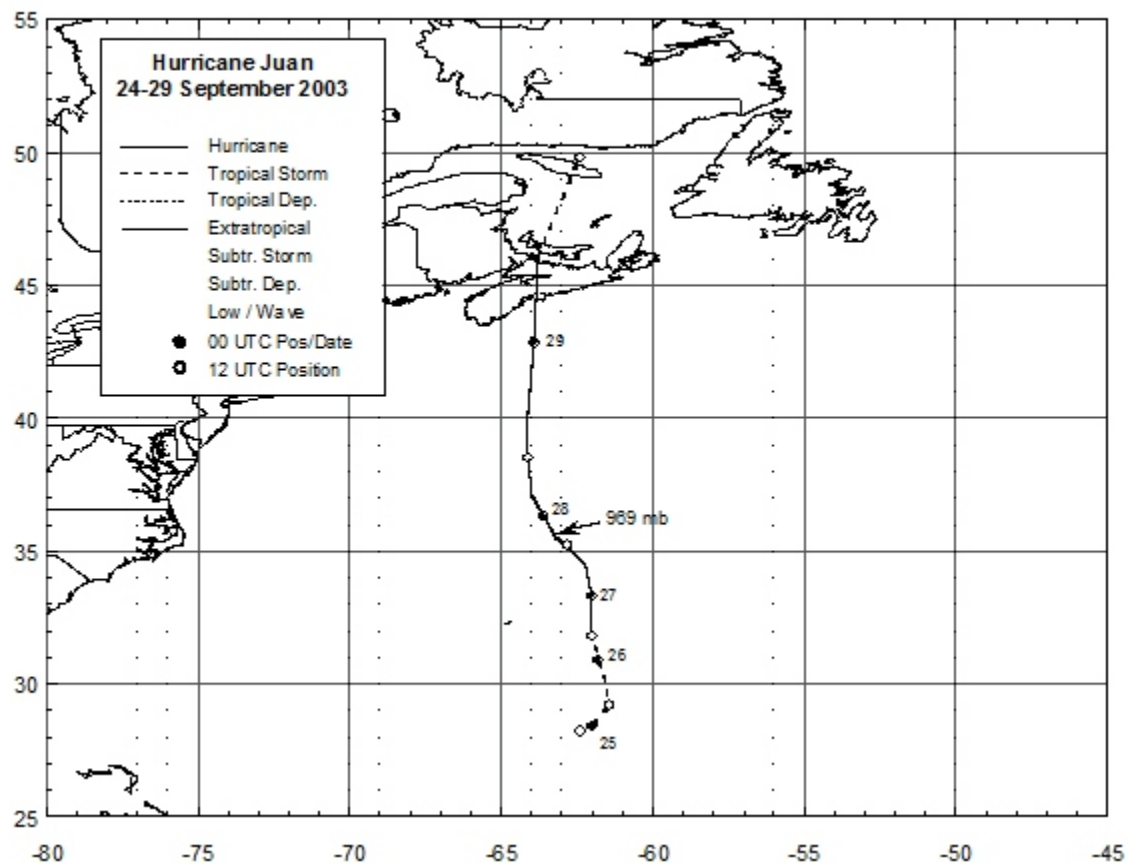 55
Hurricane Juan
24-29 September 2003
Hurricane
Tropical Storm
Tropical Dep.
Extratropical
Subtr. Storm
Subtr. Dep.
Low / Wave
00 UTC Pos/Date
12 UTC Position
50
45
29
40
28
969 mb
35
27
26
30
25
25
-80 -75 -70 -65 -60 -55 -50 -45